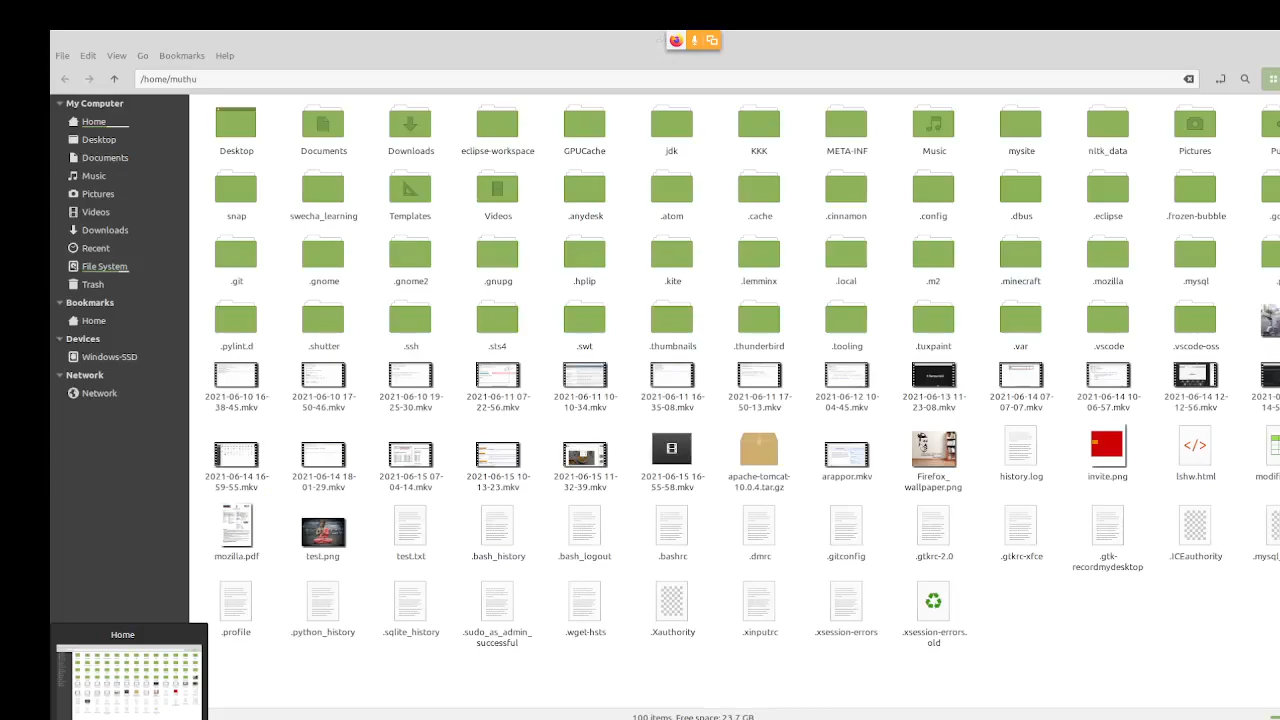 File Edit View Go Bookmarks Help
/home/muthu
My Computer
Home
Desktop
Documents
Music
Pictures
Videos
Downloads
Recent
File System
Trash
Bookmarks
Home
Devices
Windows-SSD
Network
Network
Desktop Documents Downloads eclipse-workspace GPUCache jdk KKK META-INF Music mysite nltk_data Pictures
snap swecha_learning Templates Videos .anydesk .atom .cache .cinnamon .config .dbus .eclipse .frozen-bubble
.git .gnome .gnome2 .gnupg .hplip .kite .lemminx .local .m2 .minecraft .mozilla .mysql
.pylint.d .shutter .ssh .sts4 .swt .thumbnails .thunderbird .tooling .tuxpaint .var .vscode .vscode-oss
2021-06-10 16- 2021-06-10 17- 2021-06-10 19- 2021-06-11 07- 2021-06-11 10- 2021-06-11 16- 2021-06-11 17- 2021-06-12 10- 2021-06-13 11- 2021-06-14 07- 2021-06-14 10- 2021-06-14 12-
38-45.mkv 50-46.mkv 25-30.mkv 22-56.mkv 10-34.mkv 35-08.mkv 50-13.mkv 04-45.mkv 23-08.mkv 07-07.mkv 06-57.mkv 12-56.mkv
2021-06-14 16- 2021-06-14 18- 2021-06-15 07- 2021-06-15 10- 2021-06-15 11- 2021-06-15 16- apache-tomcat- arappor.mkv Firefox_ history.log invite.png lshw.html
59-55.mkv 01-29.mkv 04-14.mkv 13-23.mkv 32-39.mkv 55-58.mkv 10.0.4.tar.gz wallpaper.png
mozilla.pdf test.png test.txt .bash_history .bash_logout .bashrc .dmrc .gitconfig .gtkrc-2.0 .gtkrc-xfce .gtk- .ICEauthority
recordmydesktop
.profile .python_history .sqlite_history .sudo_as_admin_ .wget-hsts .Xauthority .xinputrc .xsession-errors .xsession-errors.
successful old
Home
100 items, Free space: 23.7 GB